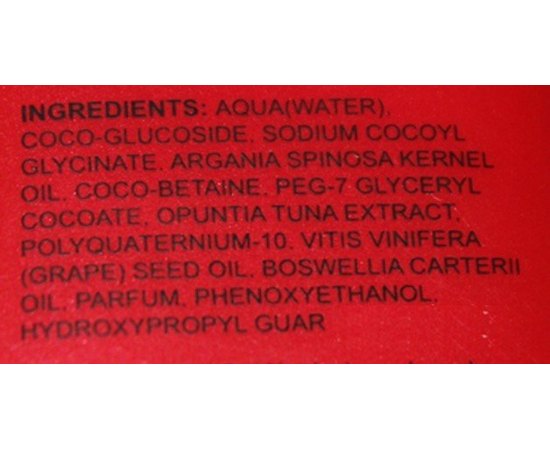 INGREDIENTS: AQUA(WATER),
COCO-GLUCOSIDE, SODIUM COCOYL
GLYCINATE, ARGANIA SPINOSA KERNEL
OIL, COCO-BETAINE, PEG-7 GLYCERYL
COCOATE, OPUNTIA TUNA EXTRACT,
POLYQUATERNIUM-10, VITIS VINIFERA
(GRAPE) SEED OIL, BOSWELLIA CARTERII
OIL, PARFUM, PHENOXYETHANOL,
HYDROXYPROPYL GUAR